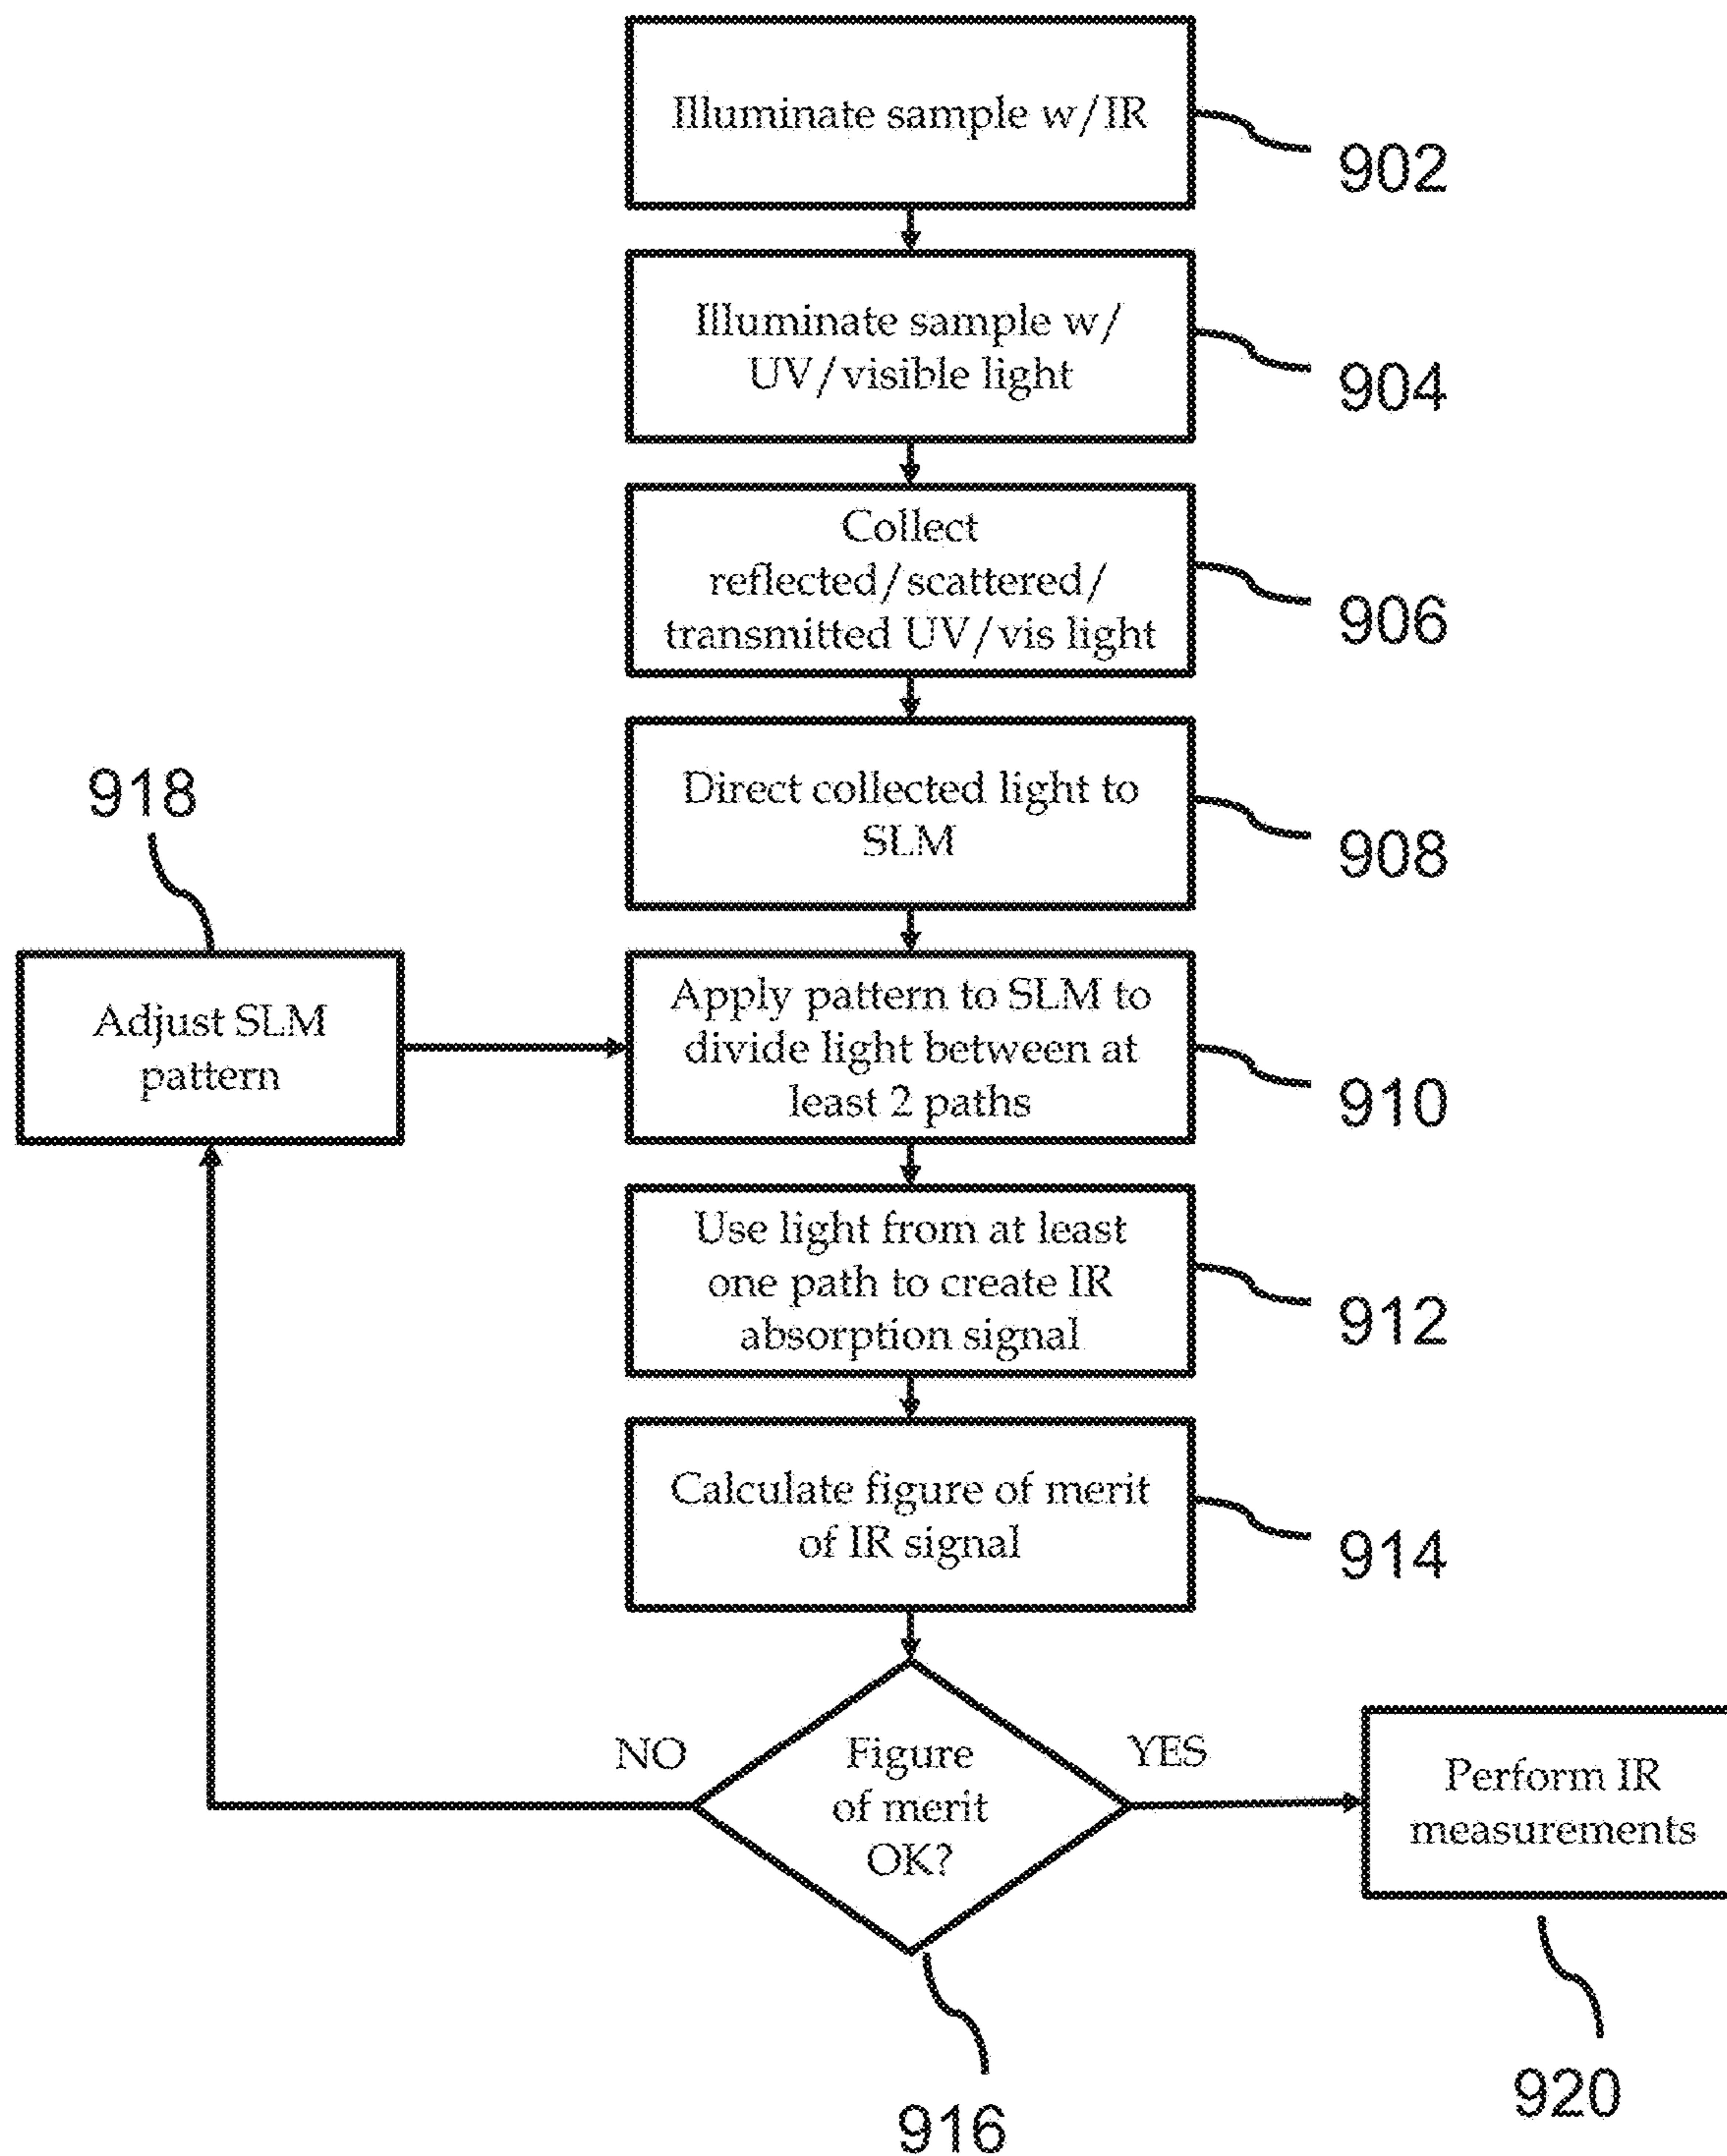 Illuminate sample w/IR
902
Illuminate sample w/
UV/visible light
904
Collect
reflected/scattered/
transmitted UV/vis light
906
Direct collected light to
SLM
908
918
Adjust SLM
pattern
Apply pattern to SLM to
divide light between at
least 2 paths
910
Use light from at least
one path to create IR
absorption signal
912
Calculate figure of merit
of IR signal
914
NO
Figure
of merit
OK?
YES
Perform IR
measurements
916
920